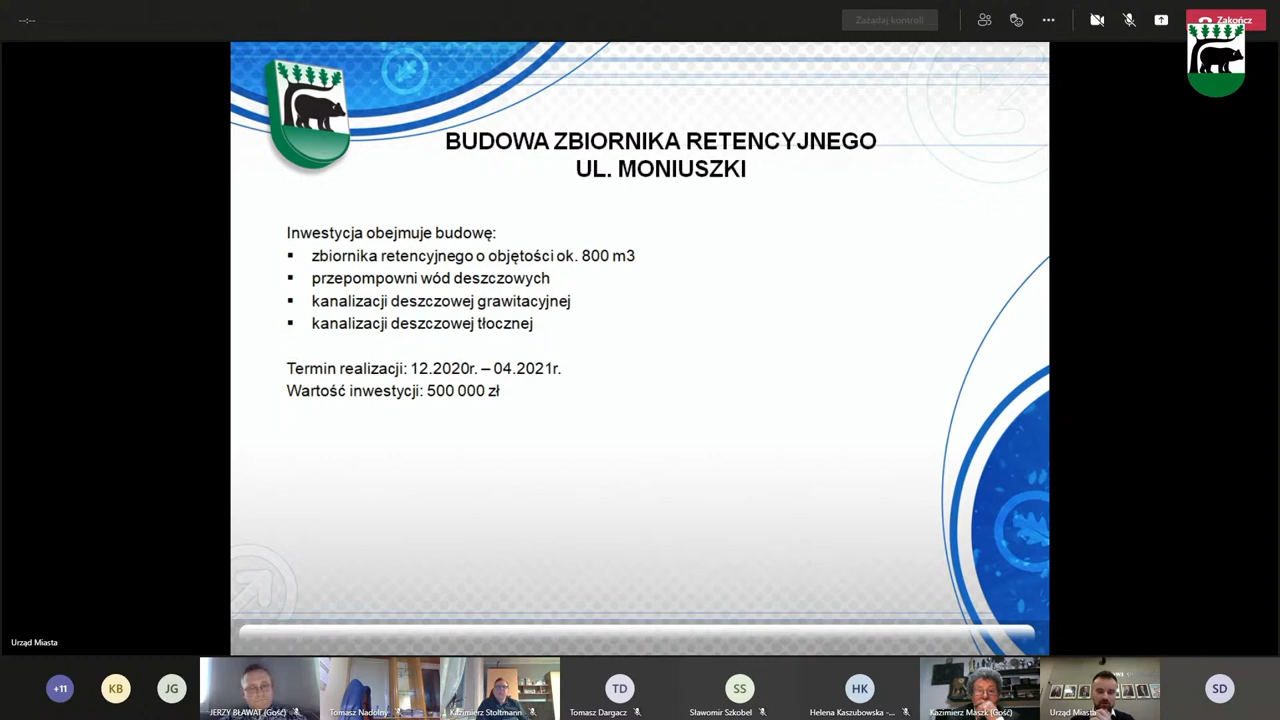 --:--
Zażądaj kontroli
Zakończ
BUDOWA ZBIORNIKA RETENCYJNEGO
UL. MONIUSZKI
Inwestycja obejmuje budowę:
▪ zbiornika retencyjnego o objętości ok. 800 m3
▪ przepompowni wód deszczowych
▪ kanalizacji deszczowej grawitacyjnej
▪ kanalizacji deszczowej tłocznej
Termin realizacji: 12.2020r. – 04.2021r.
Wartość inwestycji: 500 000 zł
Urząd Miasta
+11
KB
JG
TD
SS
HK
SD
JERZY BŁAWAT (Gość)
Tomasz Nadolny
Kazimierz Stoltmann
Tomasz Dargacz
Sławomir Szkobel
Helena Kaszubowska -...
Kazimierz Maszk (Gość)
Urząd Miasta